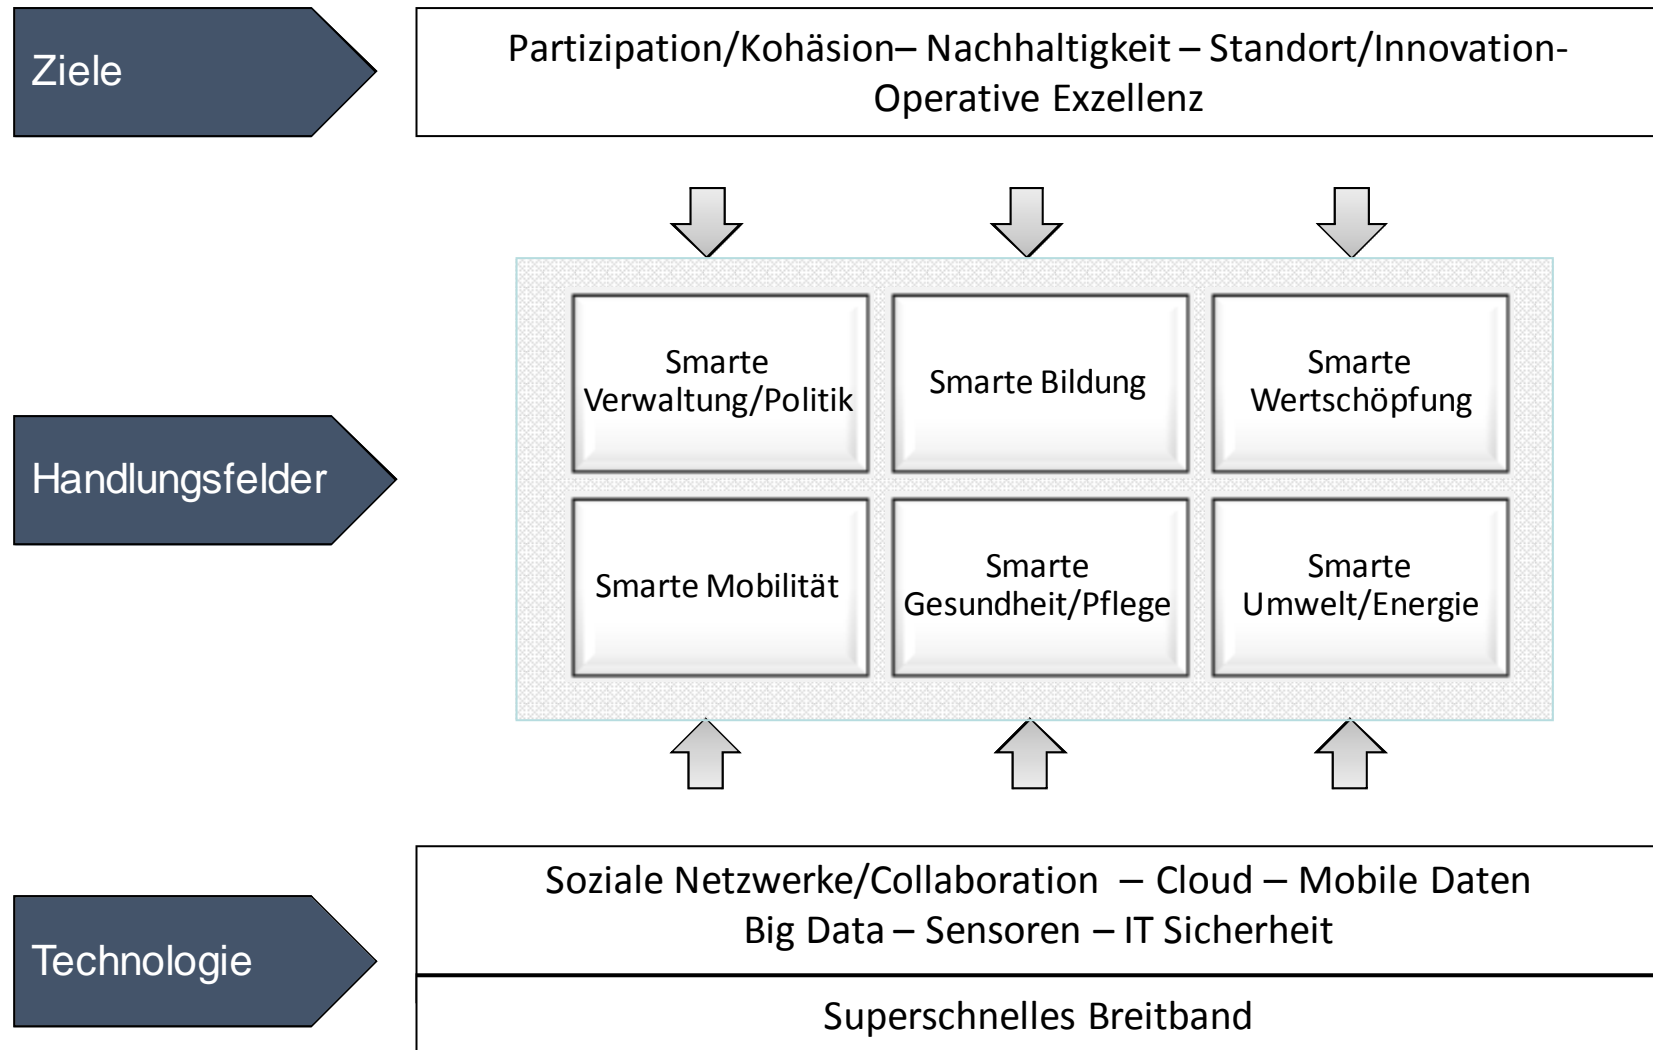 Ziele
Partizipation/Kohäsion– Nachhaltigkeit – Standort/Innovation-
Operative Exzellenz
Handlungsfelder
Smarte
Verwaltung/Politik
Smarte Bildung
Smarte
Wertschöpfung
Smarte Mobilität
Smarte
Gesundheit/Pflege
Smarte
Umwelt/Energie
Technologie
Soziale Netzwerke/Collaboration – Cloud – Mobile Daten
Big Data – Sensoren – IT Sicherheit
Superschnelles Breitband